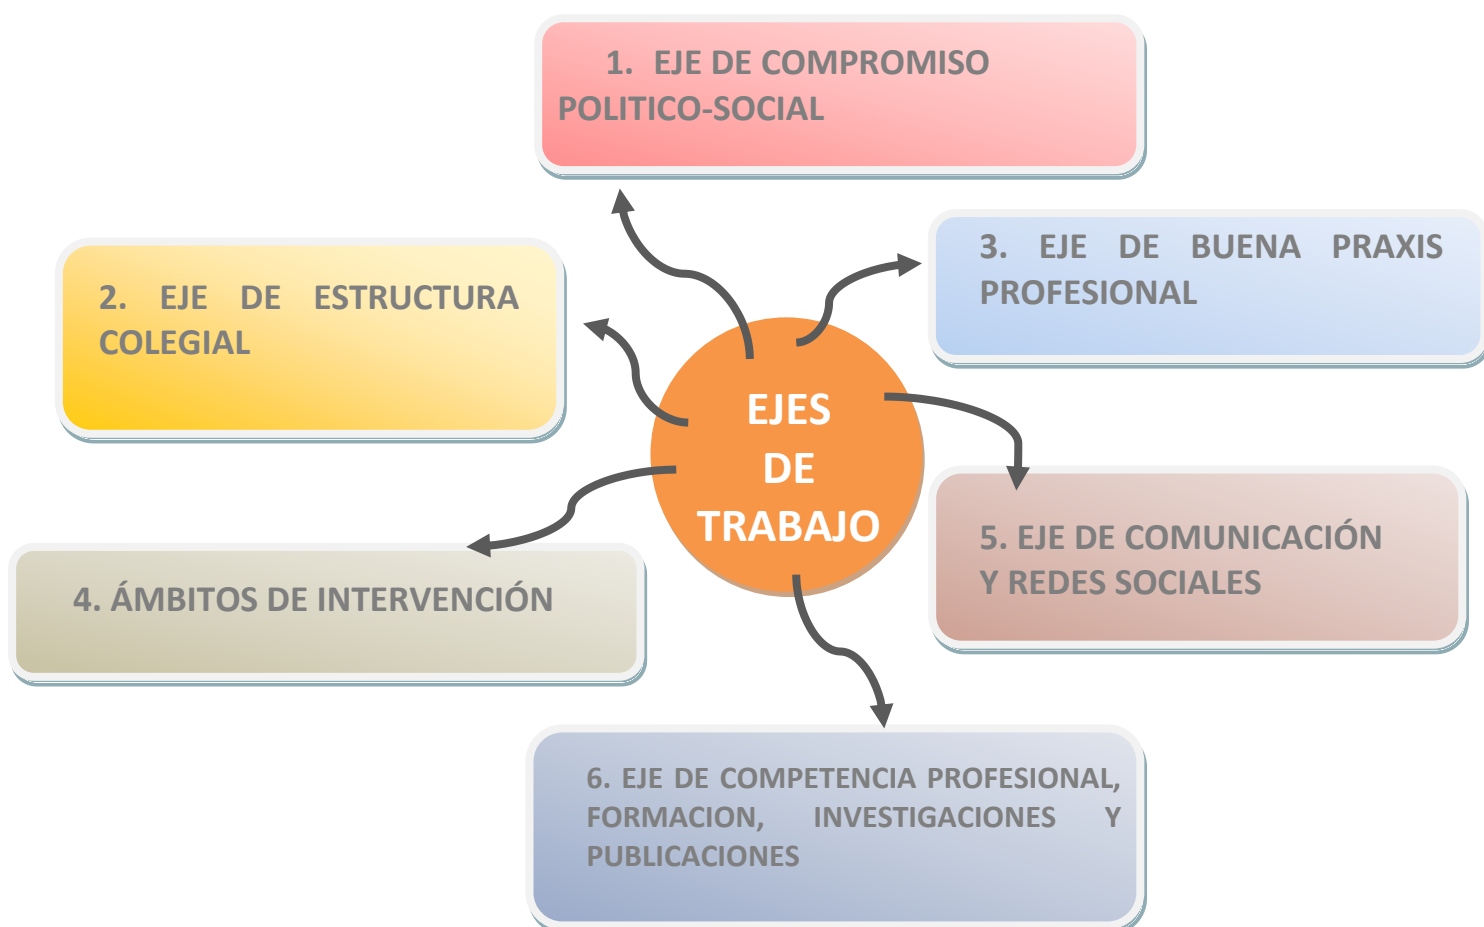 1. EJE DE COMPROMISO
POLITICO-SOCIAL
2. EJE DE ESTRUCTURA
COLEGIAL
3. EJE DE BUENA PRAXIS
PROFESIONAL
EJES
DE
TRABAJO
4. ÁMBITOS DE INTERVENCIÓN
5. EJE DE COMUNICACIÓN
Y REDES SOCIALES
6. EJE DE COMPETENCIA PROFESIONAL,
FORMACION, INVESTIGACIONES Y
PUBLICACIONES